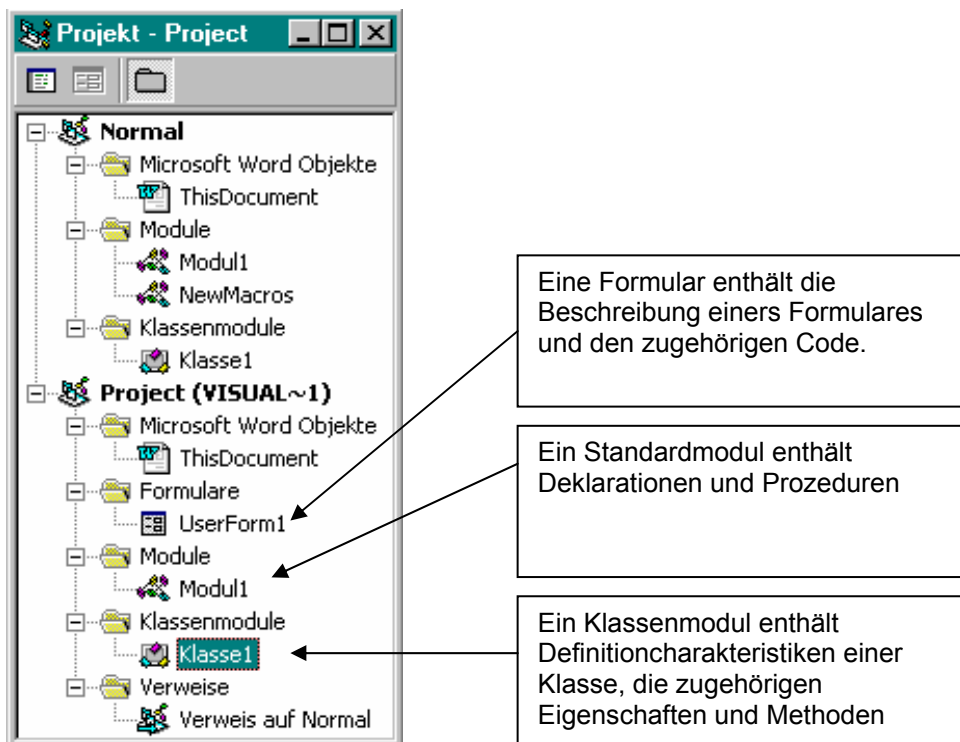 Projekt - Project
Normal
Microsoft Word Objekte
ThisDocument
Module
Modul1
NewMacros
Klassenmodule
Klasse1
Project (VISUAL~1)
Microsoft Word Objekte
ThisDocument
Formulare
UserForm1
Module
Modul1
Klassenmodule
Klasse1
Verweise
Verweis auf Normal
Eine Formular enthält die
Beschreibung einers Formulares
und den zugehörigen Code.
Ein Standardmodul enthält
Deklarationen und Prozeduren
Ein Klassenmodul enthält
Definitioncharakteristiken einer
Klasse, die zugehörigen
Eigenschaften und Methoden